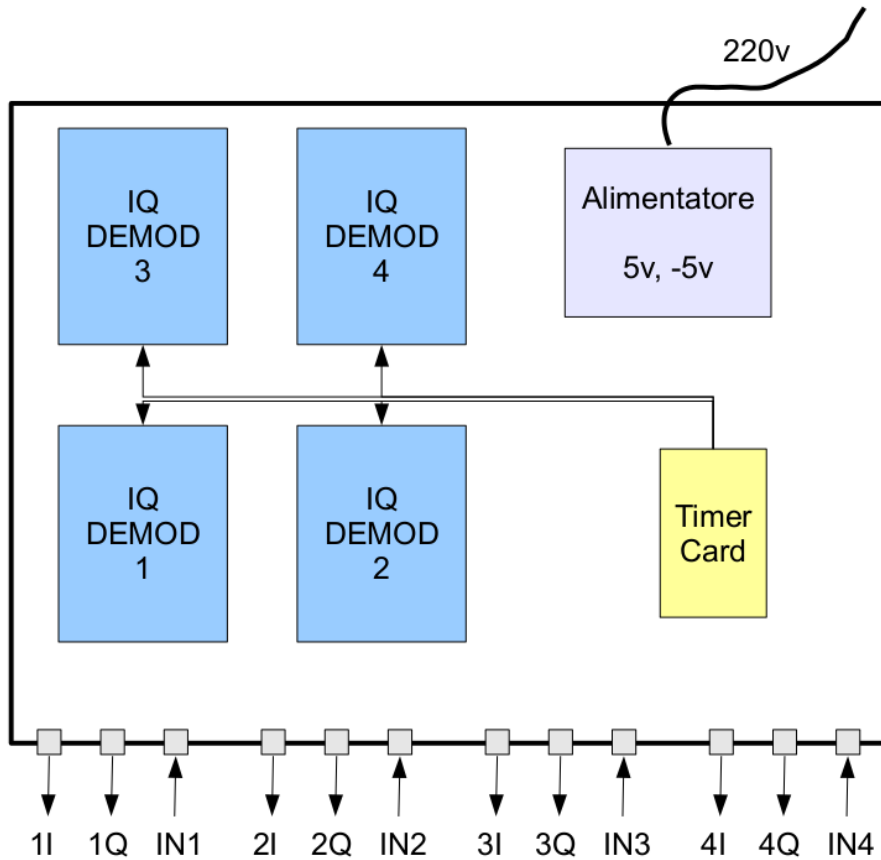 220v
IQ
DEMOD
3
IQ
DEMOD
4
Alimentatore
5v, -5v
IQ
DEMOD
1
IQ
DEMOD
2
Timer
Card
1I 1Q IN1 2I 2Q IN2 3I 3Q IN3 4I 4Q IN4